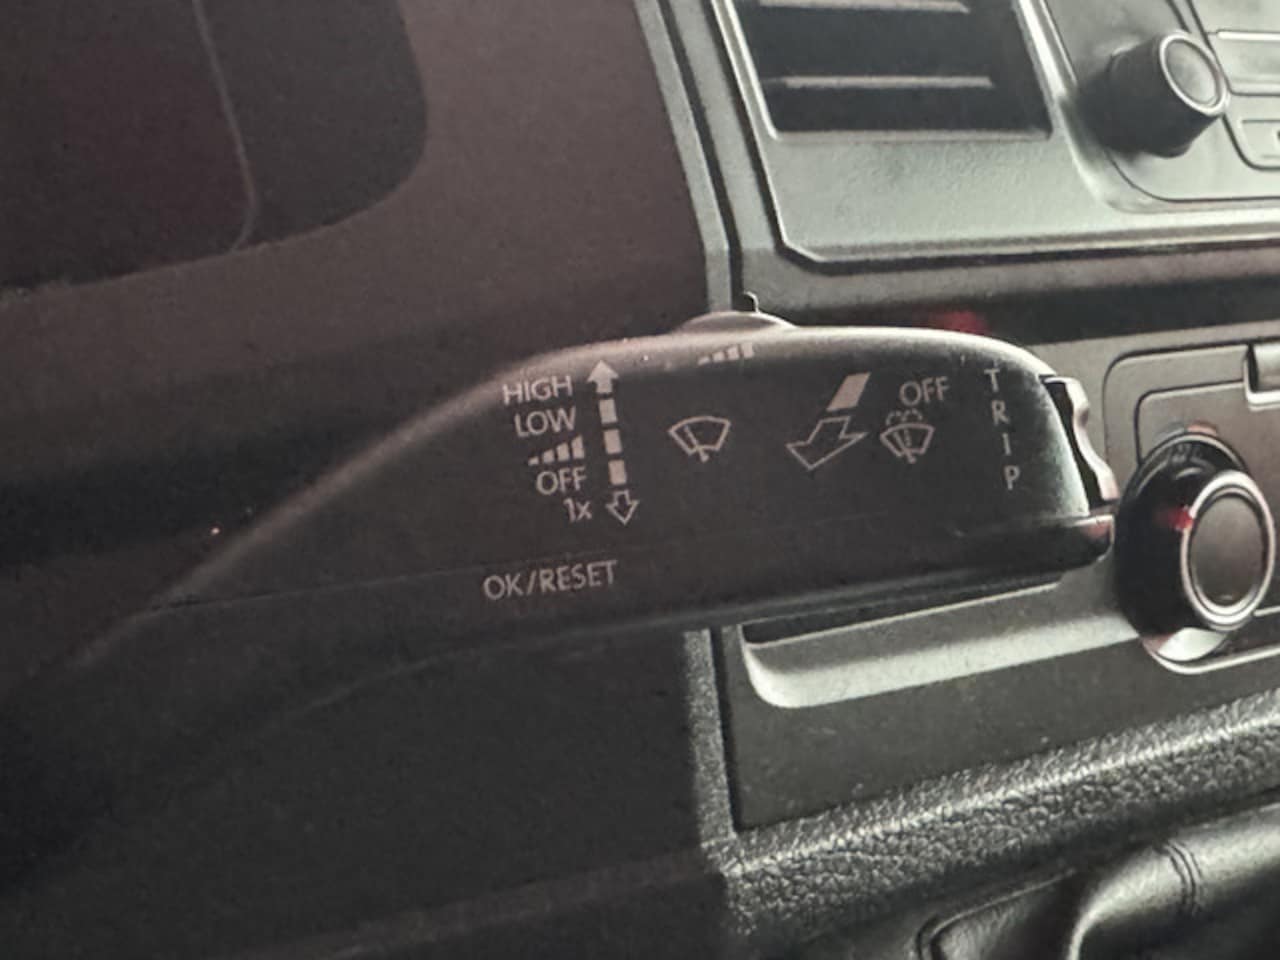 HIGH
LOW
OFF
1x
OFF
TRIP
OK/RESET